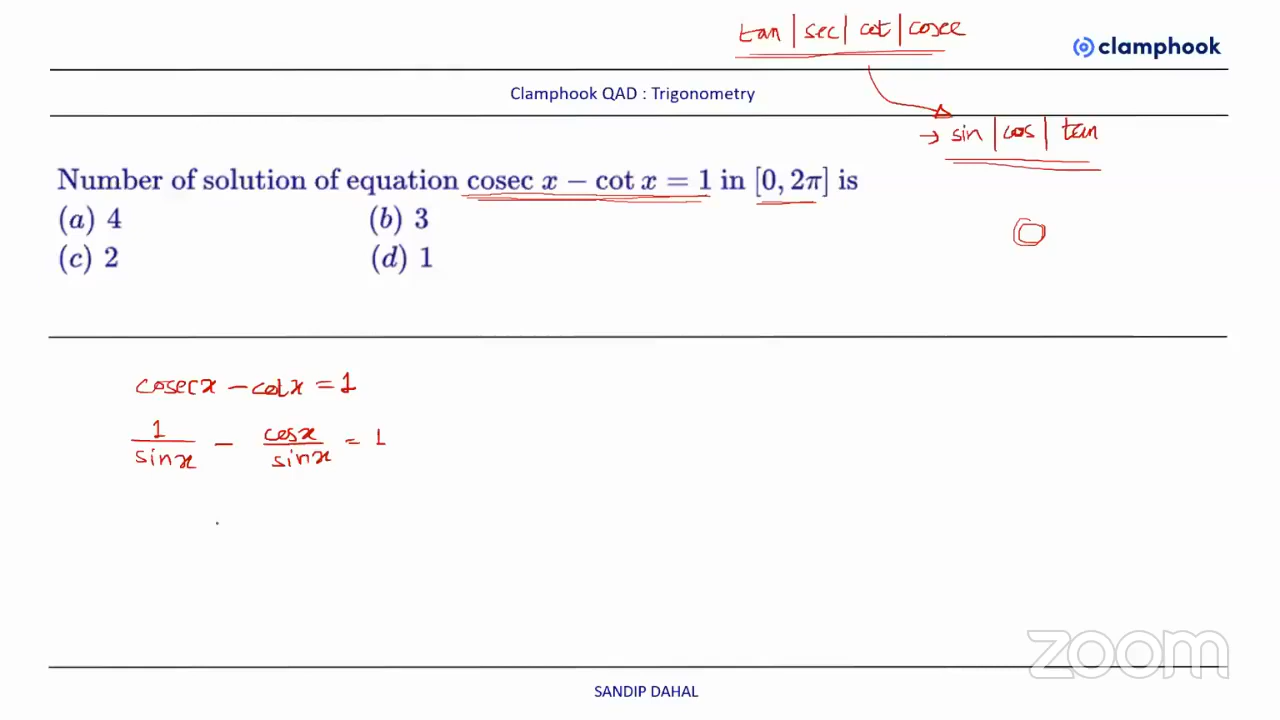 tan | sec | cot | cosec
clamphook
Clamphook QAD : Trigonometry
→ sin | cos | tan
Number of solution of equation cosec x − cot x = 1 in [0, 2π] is
(a) 4 (b) 3
(c) 2 (d) 1
cosecx − cotx = 1
1/sinx − cosx/sinx = 1
zoom
SANDIP DAHAL